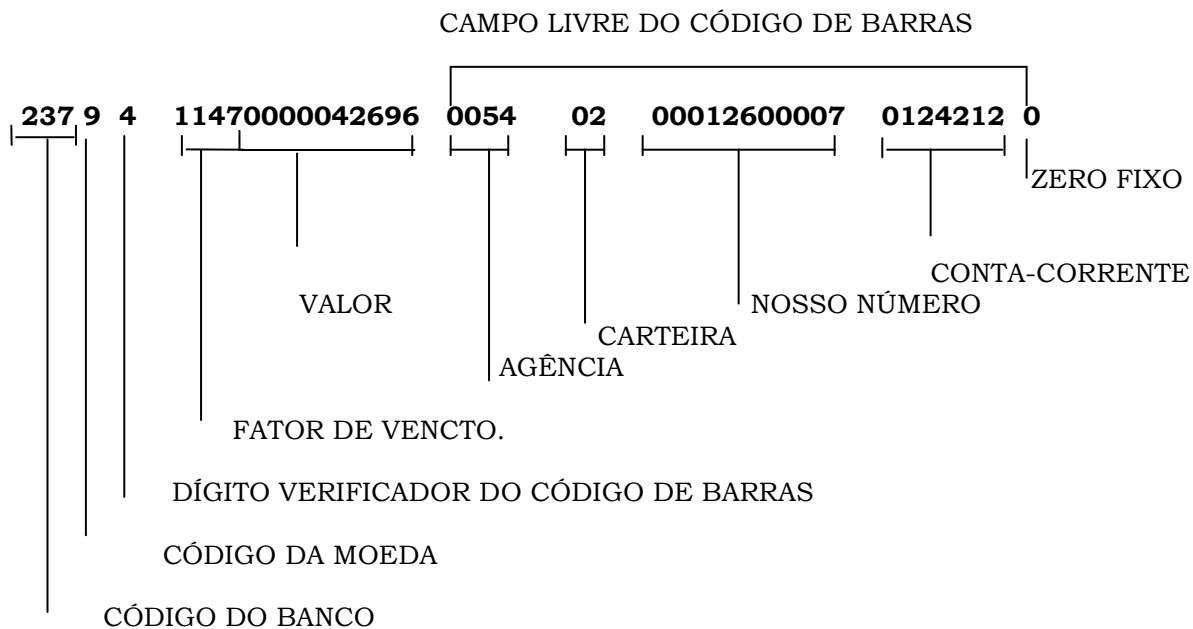 CAMPO LIVRE DO CÓDIGO DE BARRAS
237 9 4 11470000042696 0054 02 00012600007 0124212 0
ZERO FIXO
CONTA-CORRENTE
VALOR NOSSO NÚMERO
CARTEIRA
AGÊNCIA
FATOR DE VENCTO.
DÍGITO VERIFICADOR DO CÓDIGO DE BARRAS
CÓDIGO DA MOEDA
CÓDIGO DO BANCO